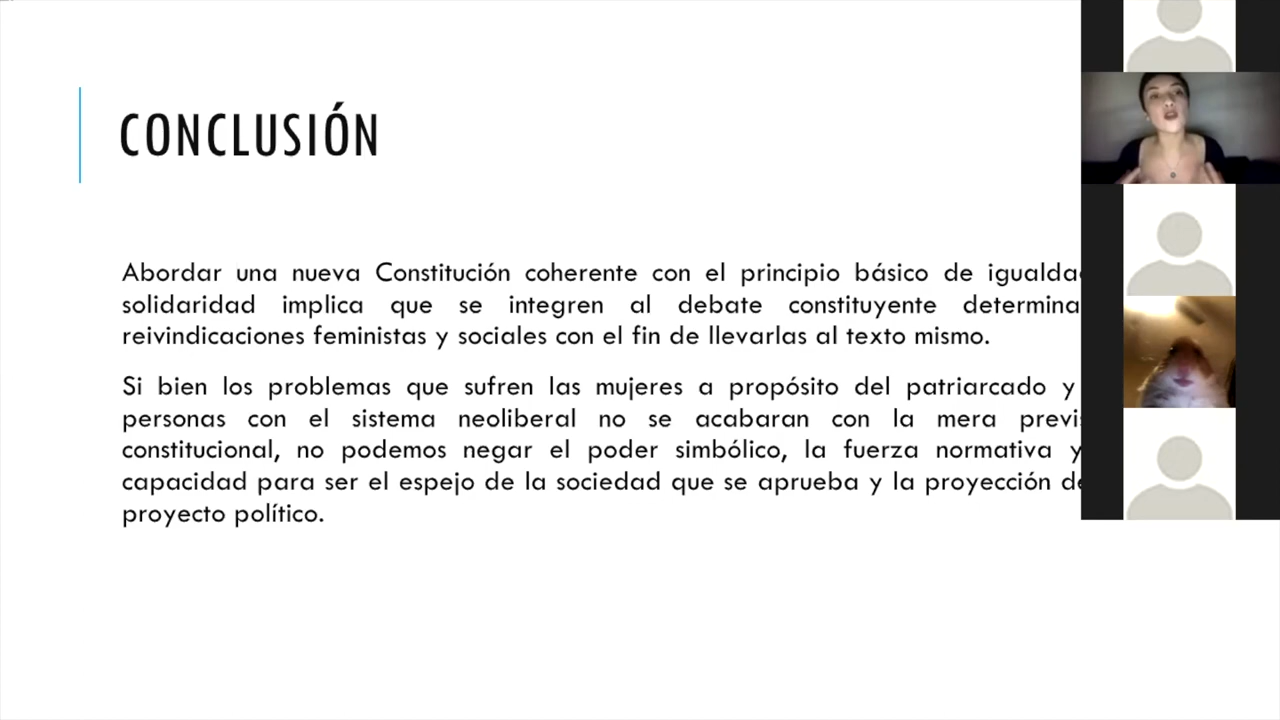 CONCLUSIÓN
Abordar una nueva Constitución coherente con el principio básico de
solidaridad implica que se integren al debate constituyente
reivindicaciones feministas y sociales con el fin de llevarlas al texto mismo.
Si bien los problemas que sufren las mujeres a propósito del patriarcado y
personas con el sistema neoliberal no se acabaran con la mera
constitucional, no podemos negar el poder simbólico, la fuerza normativa y
capacidad para ser el espejo de la sociedad que se aprueba y la proyección
proyecto político.